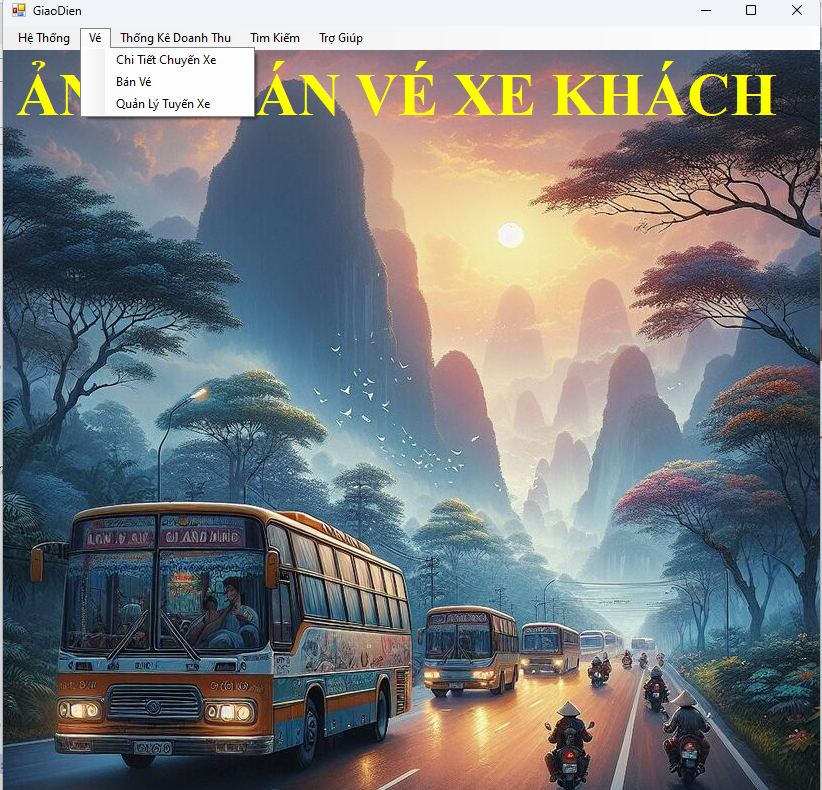 GiaoDien
Hệ Thống Vé Thống Kê Doanh Thu Tìm Kiếm Trợ Giúp
Chi Tiết Chuyến Xe
Bán Vé
Quản Lý Tuyến Xe
VÉ XE KHÁCH